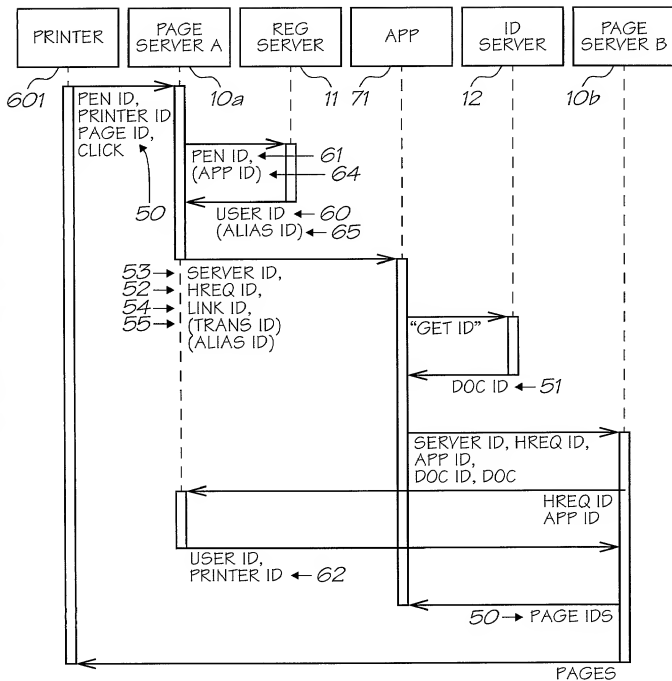 PRINTER
PAGE
SERVER A
REG
SERVER
APP
ID
SERVER
PAGE
SERVER B
601
10a
11
71
12
10b
PEN ID,
PRINTER ID
PAGE ID,
CLICK
50
PEN ID, 61
(APP ID) 64
USER ID 60
(ALIAS ID) 65
53 SERVER ID,
52 HREQ ID,
54 LINK ID,
55 (TRANS ID)
(ALIAS ID)
"GET ID"
DOC ID 51
SERVER ID, HREQ ID,
APP ID,
DOC ID, DOC
HREQ ID
APP ID
USER ID,
PRINTER ID 62
50 PAGE IDS
PAGES